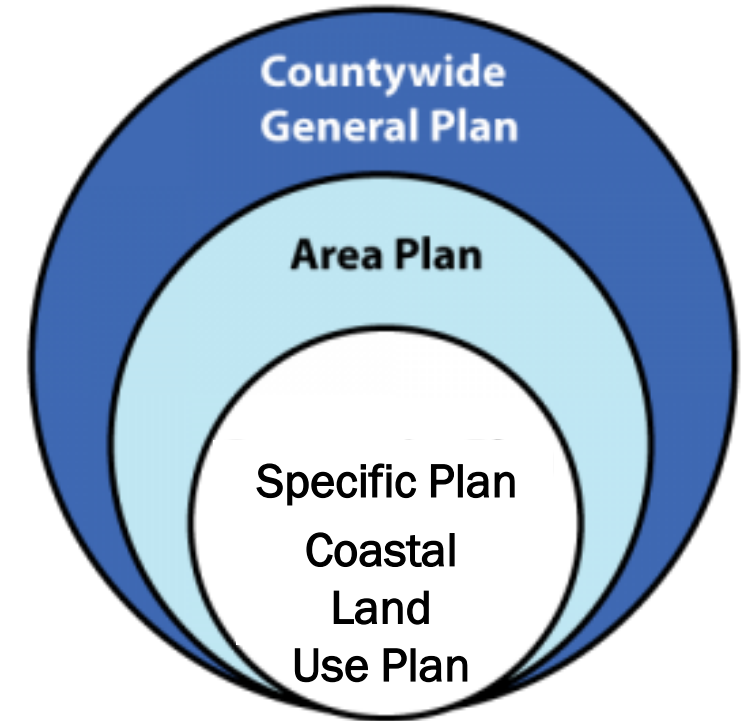 Countywide
General Plan
Area Plan
Specific Plan
Coastal
Land
Use Plan